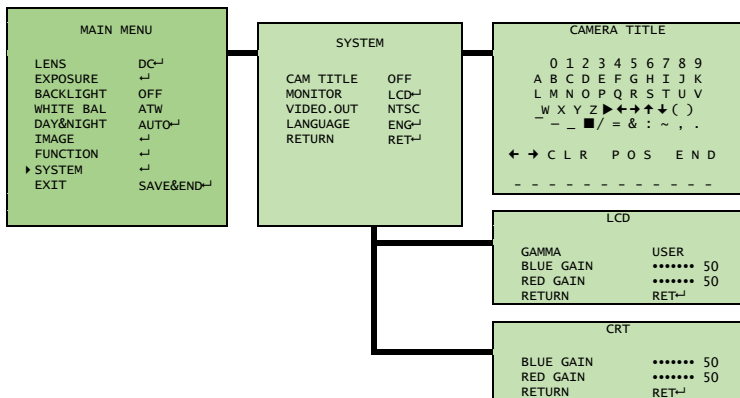 MAIN MENU
LENS DC↵
EXPOSURE ↵
BACKLIGHT OFF
WHITE BAL ATW
DAY&NIGHT AUTO↵
IMAGE ↵
FUNCTION ↵
▶ SYSTEM ↵
EXIT SAVE&END↵
SYSTEM
CAM TITLE OFF
MONITOR LCD↵
VIDEO.OUT NTSC
LANGUAGE ENG↵
RETURN RET↵
CAMERA TITLE
0 1 2 3 4 5 6 7 8 9
A B C D E F G H I J K
L M N O P Q R S T U V
W X Y Z ▶ ← → ↑ ↓ ( )
¯ – _ ■ / = & : ~ , .
← → C L R P O S E N D
_ _ _ _ _ _ _ _ _ _ _ _
LCD
GAMMA USER
BLUE GAIN ••••••• 50
RED GAIN ••••••• 50
RETURN RET↵
CRT
BLUE GAIN ••••••• 50
RED GAIN ••••••• 50
RETURN RET↵